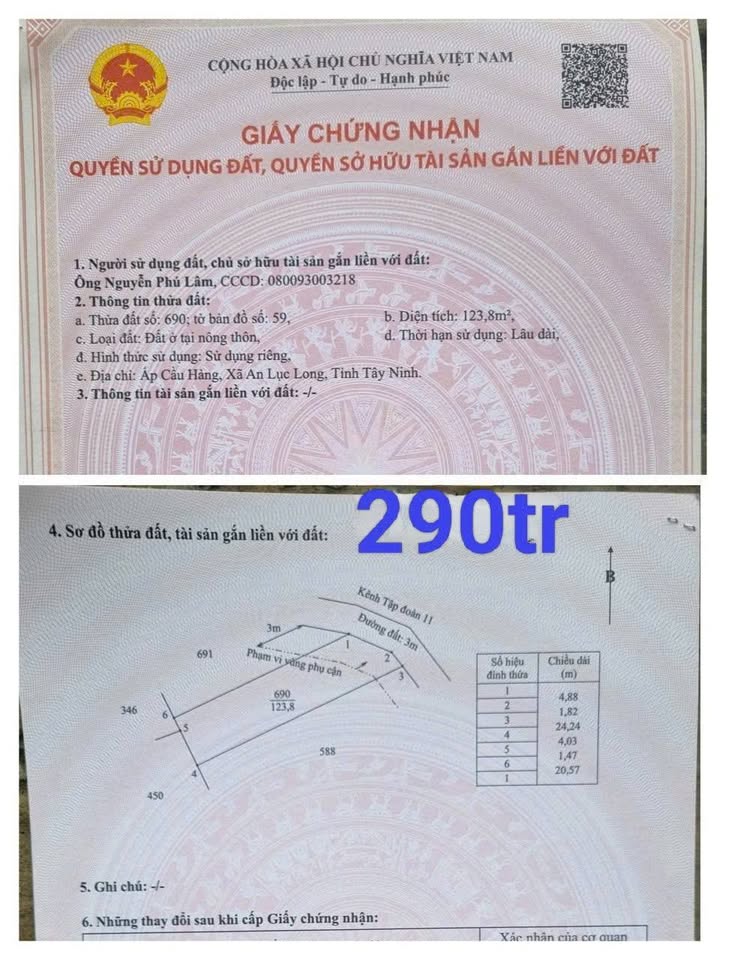 CỘNG HÒA XÃ HỘI CHỦ NGHĨA VIỆT NAM
Độc lập - Tự do - Hạnh phúc
GIẤY CHỨNG NHẬN
QUYỀN SỬ DỤNG ĐẤT, QUYỀN SỞ HỮU TÀI SẢN GẮN LIỀN VỚI ĐẤT
1. Người sử dụng đất, chủ sở hữu tài sản gắn liền với đất:
Ông Nguyễn Phú Lâm, CCCD: 080093003218
2. Thông tin thửa đất:
a. Thửa đất số: 690; tờ bản đồ số: 59, b. Diện tích: 123,8m²,
c. Loại đất: Đất ở tại nông thôn, d. Thời hạn sử dụng: Lâu dài,
đ. Hình thức sử dụng: Sử dụng riêng,
e. Địa chỉ: Ấp Cầu Hàng, Xã An Lục Long, Tỉnh Tây Ninh.
3. Thông tin tài sản gắn liền với đất: -/-
290tr
4. Sơ đồ thửa đất, tài sản gắn liền với đất:
B
Kênh Tập đoàn 11
Đường đất: 3m
3m
1
691
Phạm vi vùng phụ cận
2
3
690
123,8
346
6
5
588
4
450
Số hiệu đỉnh thửa Chiều dài (m)
1
4,88
2
1,82
3
24,24
4
4,03
5
1,47
6
20,57
1
5. Ghi chú: -/-
6. Những thay đổi sau khi cấp Giấy chứng nhận:
Xác nhận của cơ quan